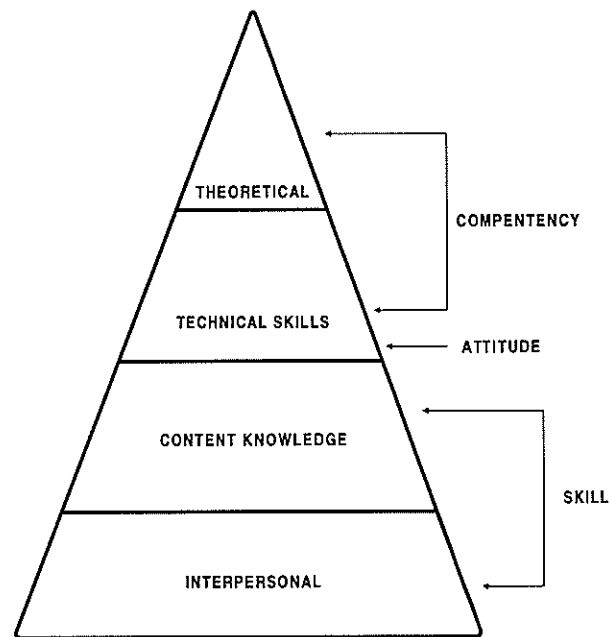 THEORETICAL
COMPENTENCY
TECHNICAL SKILLS
ATTITUDE
CONTENT KNOWLEDGE
SKILL
INTERPERSONAL